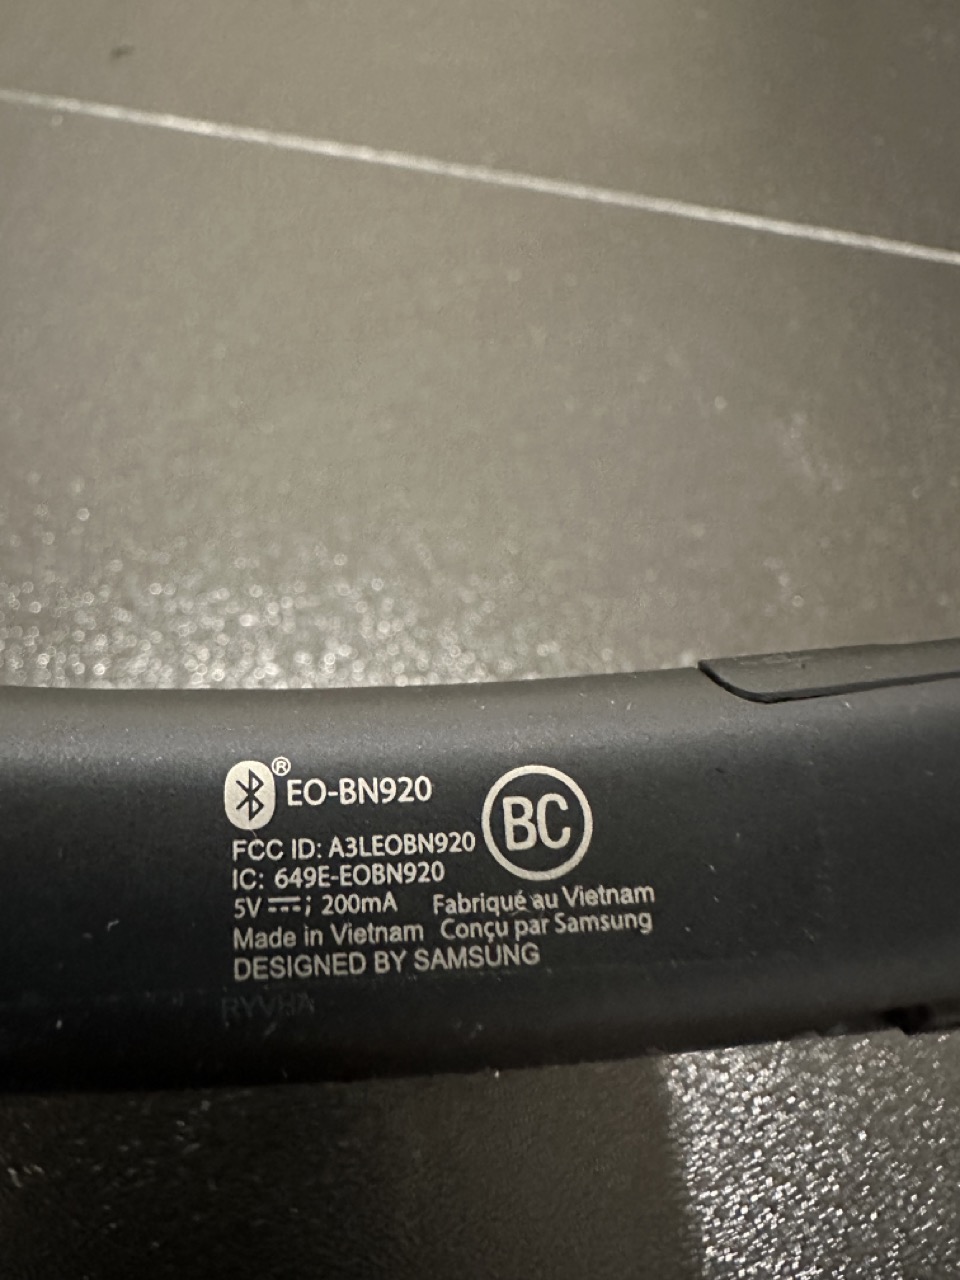 ® EO-BN920
BC
FCC ID: A3LEOBN920
IC: 649E-EOBN920
5V ⎓; 200mA Fabriqué au Vietnam
Made in Vietnam Conçu par Samsung
DESIGNED BY SAMSUNG